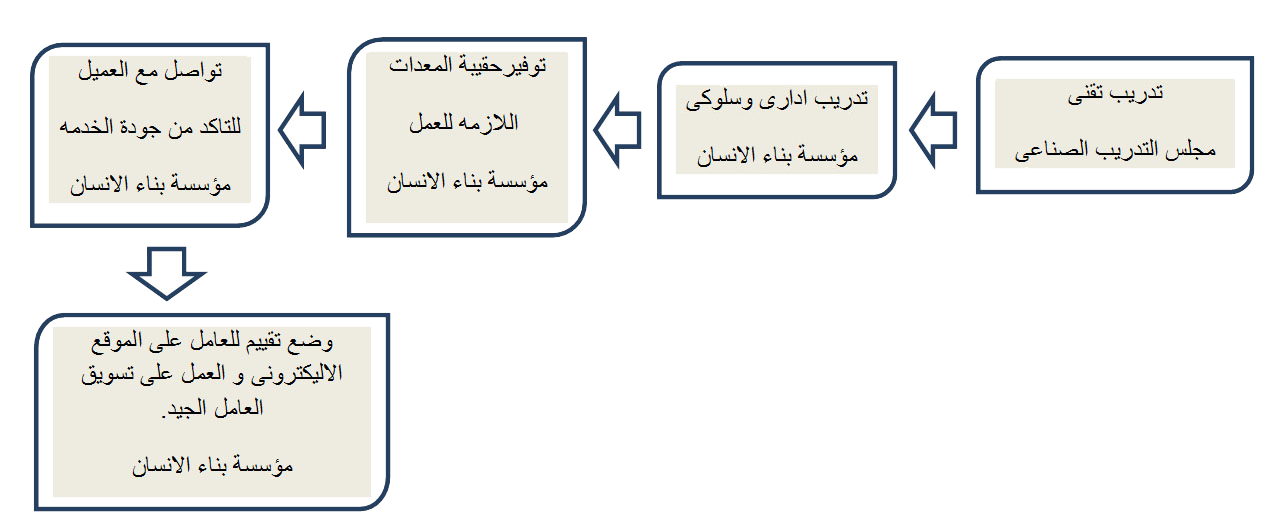 تدريب تقنى
مجلس التدريب الصناعى
تدريب ادارى وسلوكى
مؤسسة بناء الانسان
توفيرحقيبة المعدات
اللازمه للعمل
مؤسسة بناء الانسان
تواصل مع العميل
للتاكد من جودة الخدمه
مؤسسة بناء الانسان
وضع تقييم للعامل على الموقع
الاليكترونى و العمل على تسويق
العامل الجيد.
مؤسسة بناء الانسان